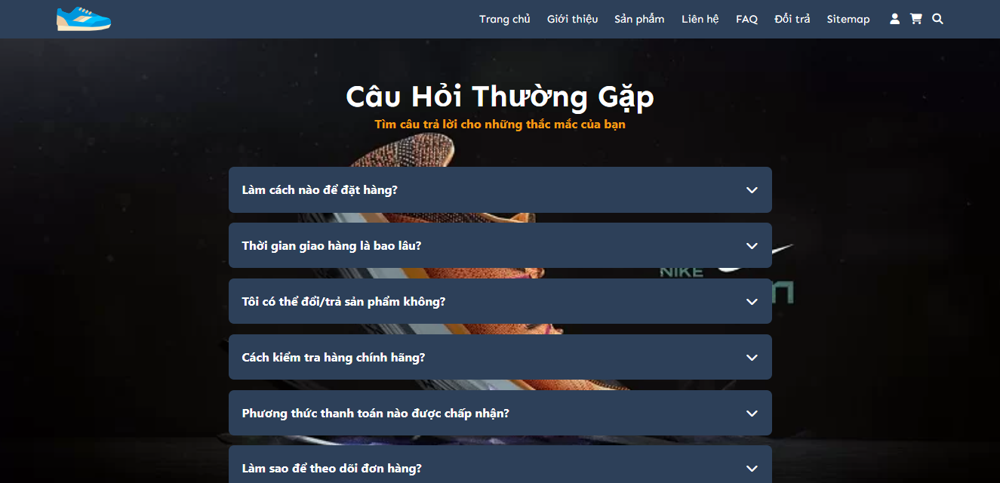 Trang chủ Giới thiệu Sản phẩm Liên hệ FAQ Đổi trả Sitemap
Câu Hỏi Thường Gặp
Tìm câu trả lời cho những thắc mắc của bạn
Làm cách nào để đặt hàng?
Thời gian giao hàng là bao lâu?
NIKE
Tôi có thể đổi/trả sản phẩm không?
Cách kiểm tra hàng chính hãng?
Phương thức thanh toán nào được chấp nhận?
Làm sao để theo dõi đơn hàng?